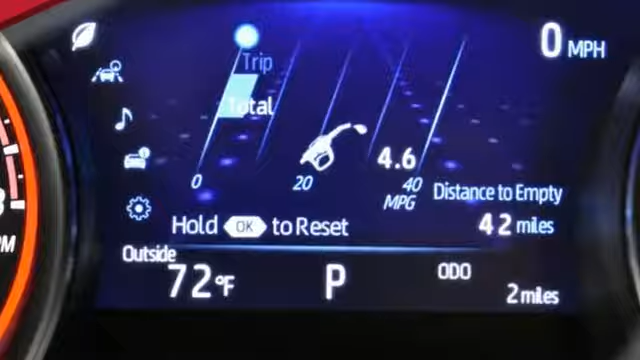 0 MPH
Trip
Total
4.6
0 20 40
MPG
Distance to Empty
42 miles
Hold OK to Reset
Outside
72°F
P
ODO
2 miles